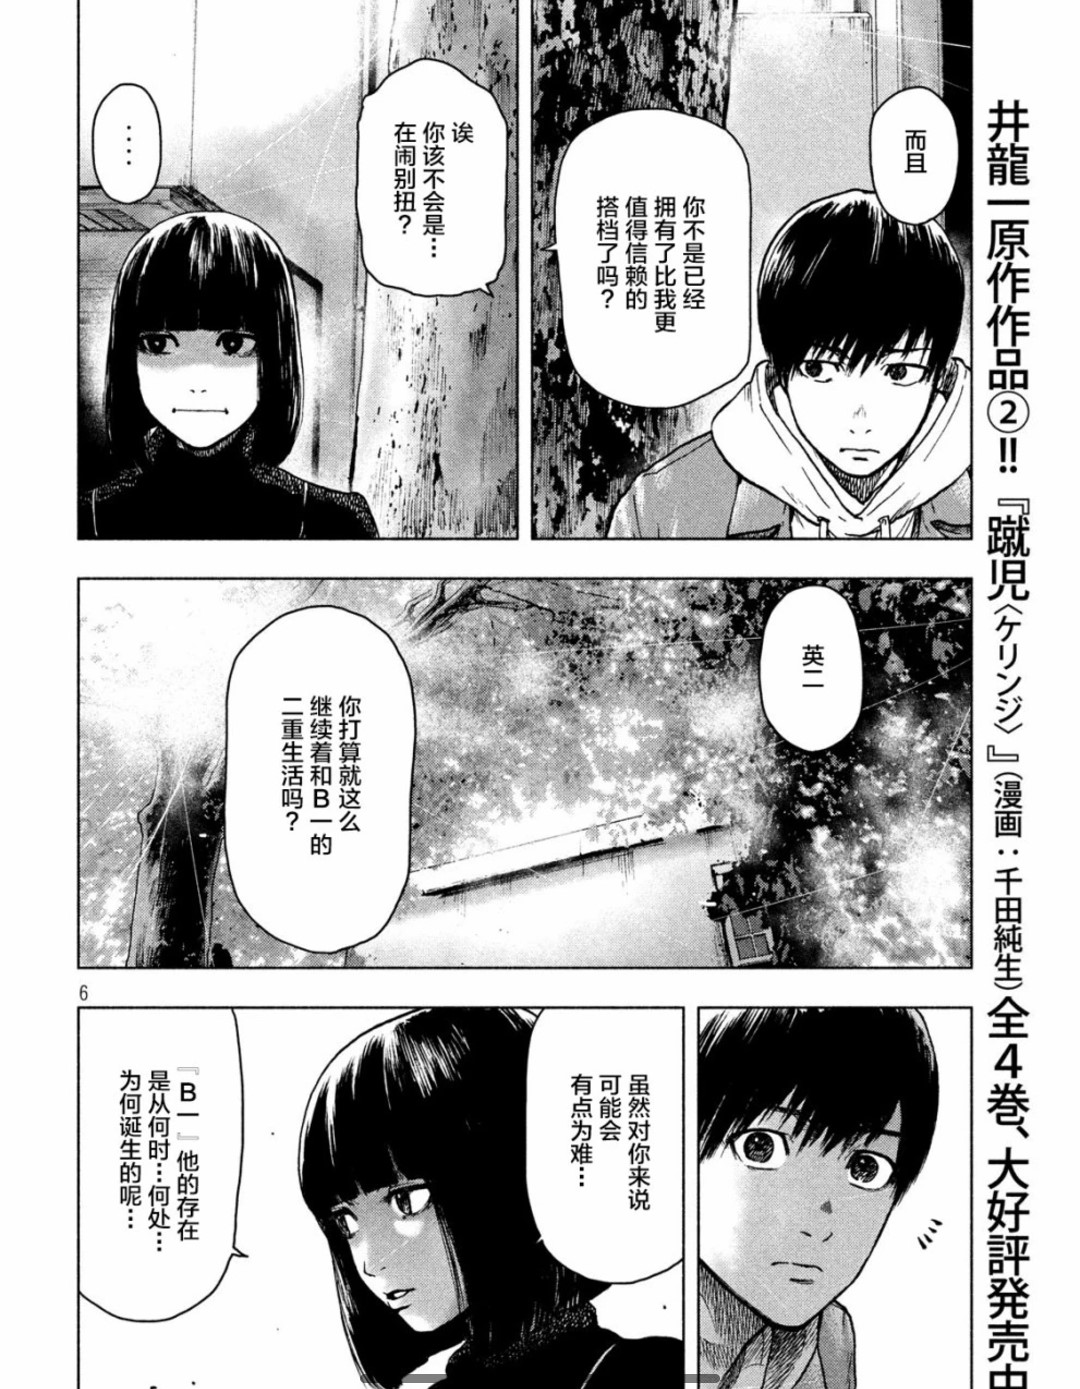 井龍一原作作品②!!『蹴児〈ケリンジ〉』(漫画:千田純生)全4巻、大好評発売中
而且
你不是已经
拥有了比我更
值得信赖的
搭档了吗？
诶
你该不会是…
在闹别扭？
‥‥
英二
你打算就这么
继续着和B一的
二重生活吗？
6
虽然对你来说
可能会
有点为难…
『B一』他的存在
是从何时…何处…
为何诞生的呢…